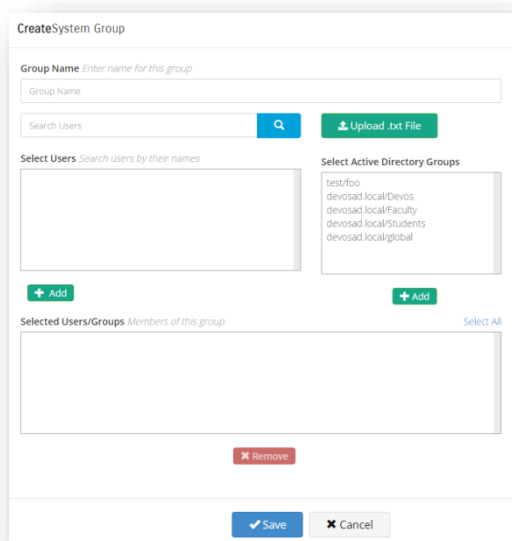 CreateSystem Group
Group Name Enter name for this group
Group Name
Search Users
Upload .txt File
Select Users Search users by their names
Select Active Directory Groups
test/foo
devosad.local/Devos
devosad.local/Faculty
devosad.local/Students
devosad.local/global
Add
Add
Selected Users/Groups Members of this group
Select All
Remove
Save
Cancel